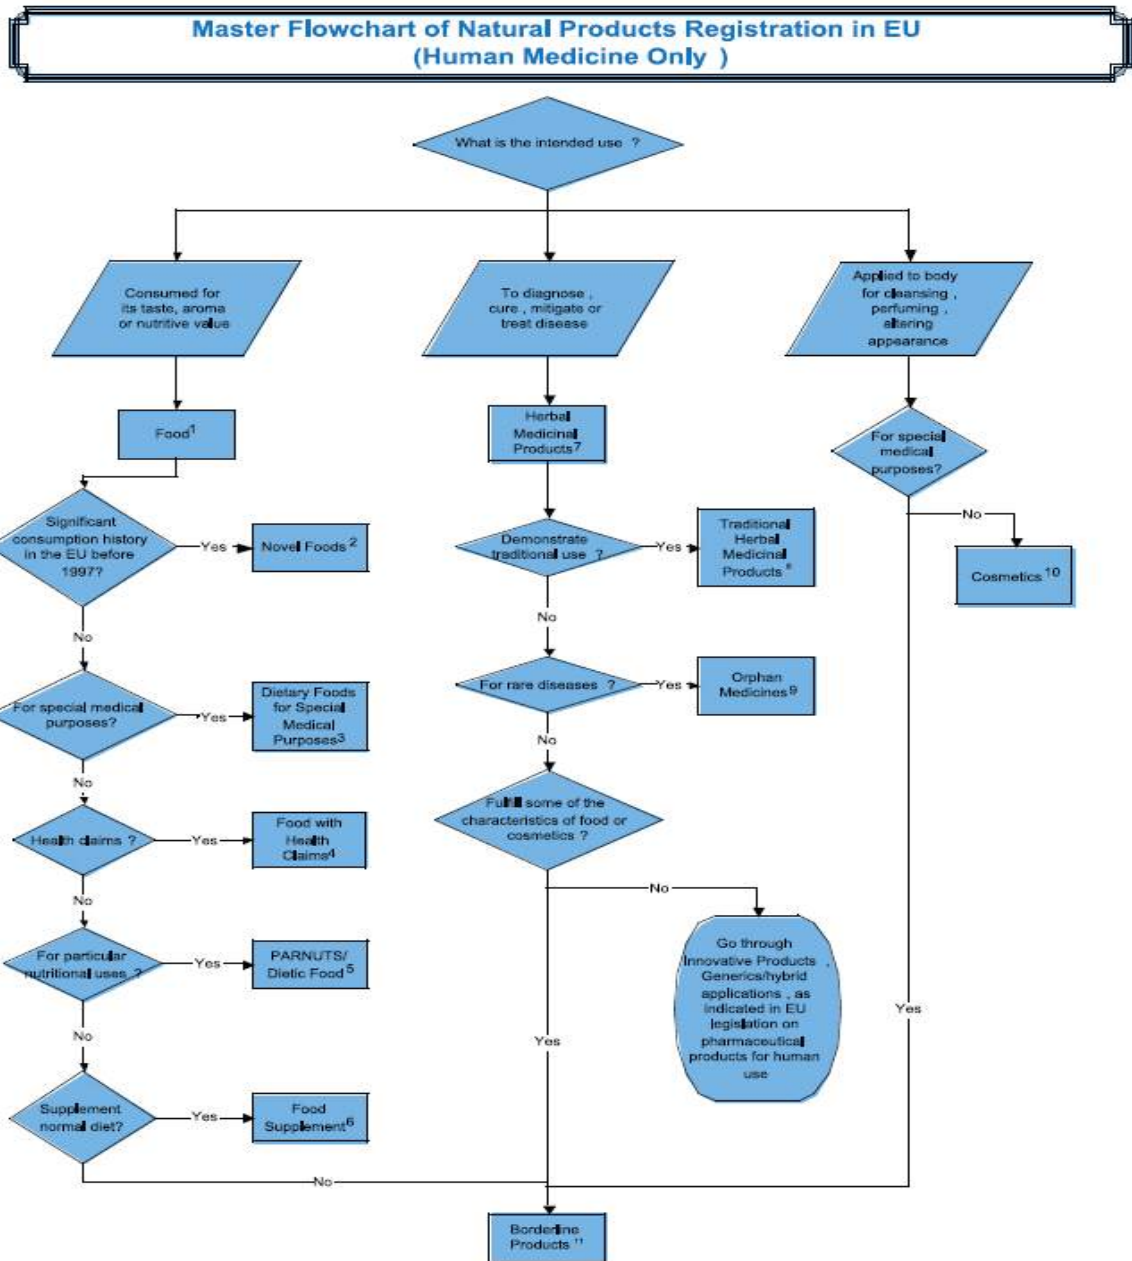 Master Flowchart of Natural Products Registration in EU
(Human Medicine Only )
What is the intended use ?
Consumed for
its taste, aroma
or nutritive value
To diagnose ,
cure , mitigate or
treat disease
Applied to body
for cleansing ,
perfuming ,
altering
appearance
Food1
Herbal
Medicinal
Products7
For special
medical
purposes?
Significant
consumption history
in the EU before
1997?
Yes
Novel Foods 2
Demonstrate
traditional use ?
Yes
Traditional
Herbal
Medicinal
Products
No
Cosmetics 10
No
No
For special medical
purposes?
Yes
Dietary Foods
for Special
Medical
Purposes3
For rare diseases ?
Yes
Orphan
Medicines9
No
No
Health claims ?
Yes
Food with
Health
Claims4
Fulfill some of the
characteristics of food or
cosmetics ?
No
No
For particular
nutritional uses ?
Yes
PARNUTS/
Dietic Food5
Go through
Innovative Products ,
Generics/hybrid
applications , as
indicated in EU
legislation on
pharmaceutical
products for human
use
Yes
No
Yes
Supplement
normal diet?
Yes
Food
Supplement6
No
Borderline
Products 11